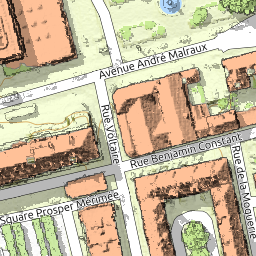 Avenue André Malraux
Rue Voltaire
Rue Benjamin Constant
Rue de la Moquerie
Square Prosper Mérimée